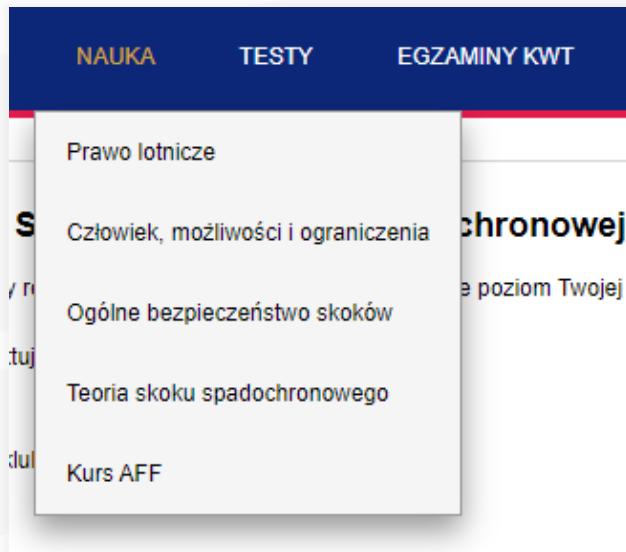 NAUKA TESTY EGZAMINY KWT
Prawo lotnicze
S chronowej
Człowiek, możliwości i ograniczenia
e poziom Twojej
Ogólne bezpieczeństwo skoków
Teoria skoku spadochronowego
Kurs AFF